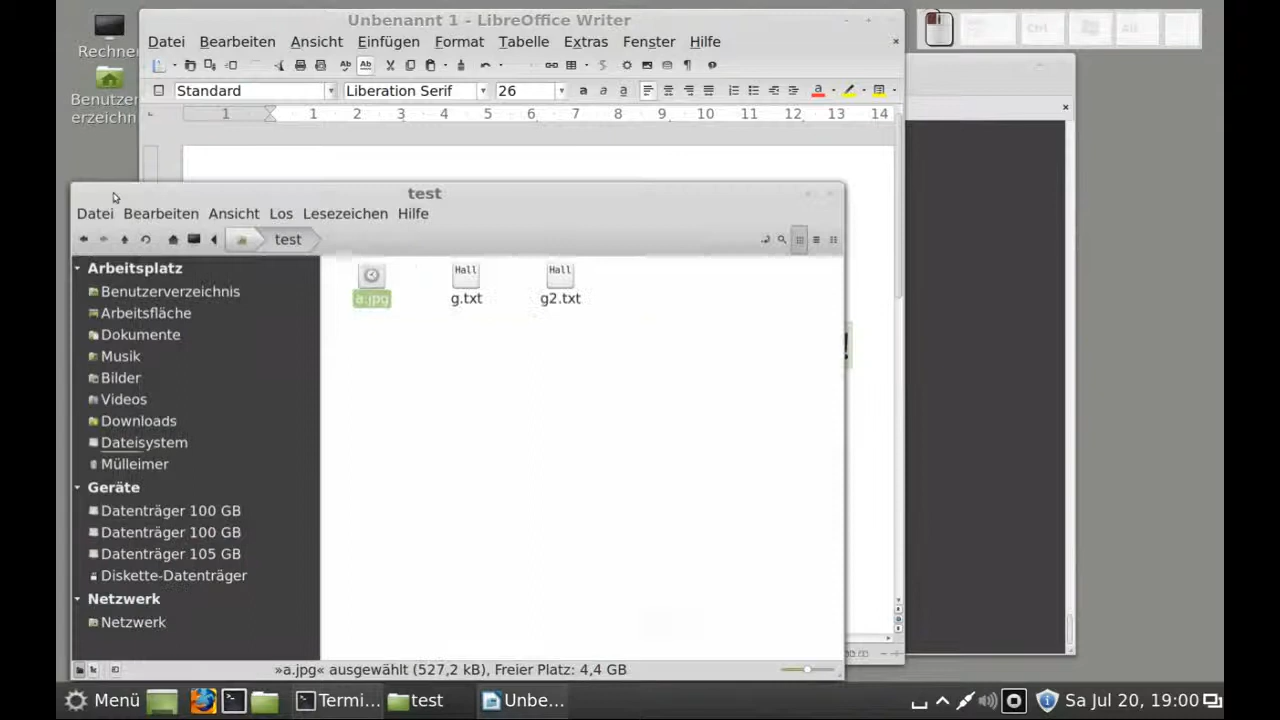 Unbenannt 1 - LibreOffice Writer
Rechner
Datei Bearbeiten Ansicht Einfügen Format Tabelle Extras Fenster Hilfe
Ctrl Alt
Standard Liberation Serif 26
1 1 2 3 4 5 6 7 8 9 10 11 12 13 14
Benutzer
erzeichn
test
Datei Bearbeiten Ansicht Los Lesezeichen Hilfe
test
Arbeitsplatz
Benutzerverzeichnis
Arbeitsfläche
Dokumente
Musik
Bilder
Videos
Downloads
Dateisystem
Mülleimer
Geräte
Datenträger 100 GB
Datenträger 100 GB
Datenträger 105 GB
Diskette-Datenträger
Netzwerk
Netzwerk
Hall Hall
a.jpg g.txt g2.txt
!
»a.jpg« ausgewählt (527,2 kB), Freier Platz: 4,4 GB
Menü Termi... test Unbe... Sa Jul 20, 19:00